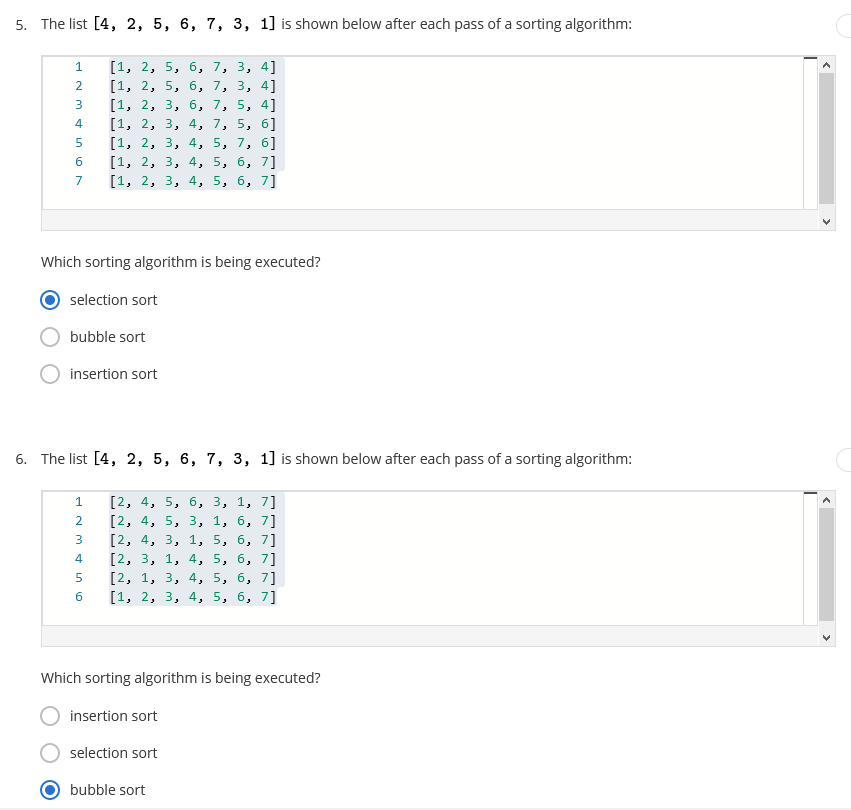 5. The list [4, 2, 5, 6, 7, 3, 1] is shown below after each pass of a sorting algorithm:
1 [1, 2, 5, 6, 7, 3, 4]
2 [1, 2, 5, 6, 7, 3, 4]
3 [1, 2, 3, 6, 7, 5, 4]
4 [1, 2, 3, 4, 7, 5, 6]
5 [1, 2, 3, 4, 5, 7, 6]
6 [1, 2, 3, 4, 5, 6, 7]
7 [1, 2, 3, 4, 5, 6, 7]
Which sorting algorithm is being executed?
selection sort
bubble sort
insertion sort
6. The list [4, 2, 5, 6, 7, 3, 1] is shown below after each pass of a sorting algorithm:
1 [2, 4, 5, 6, 3, 1, 7]
2 [2, 4, 5, 3, 1, 6, 7]
3 [2, 4, 3, 1, 5, 6, 7]
4 [2, 3, 1, 4, 5, 6, 7]
5 [2, 1, 3, 4, 5, 6, 7]
6 [1, 2, 3, 4, 5, 6, 7]
Which sorting algorithm is being executed?
insertion sort
selection sort
bubble sort